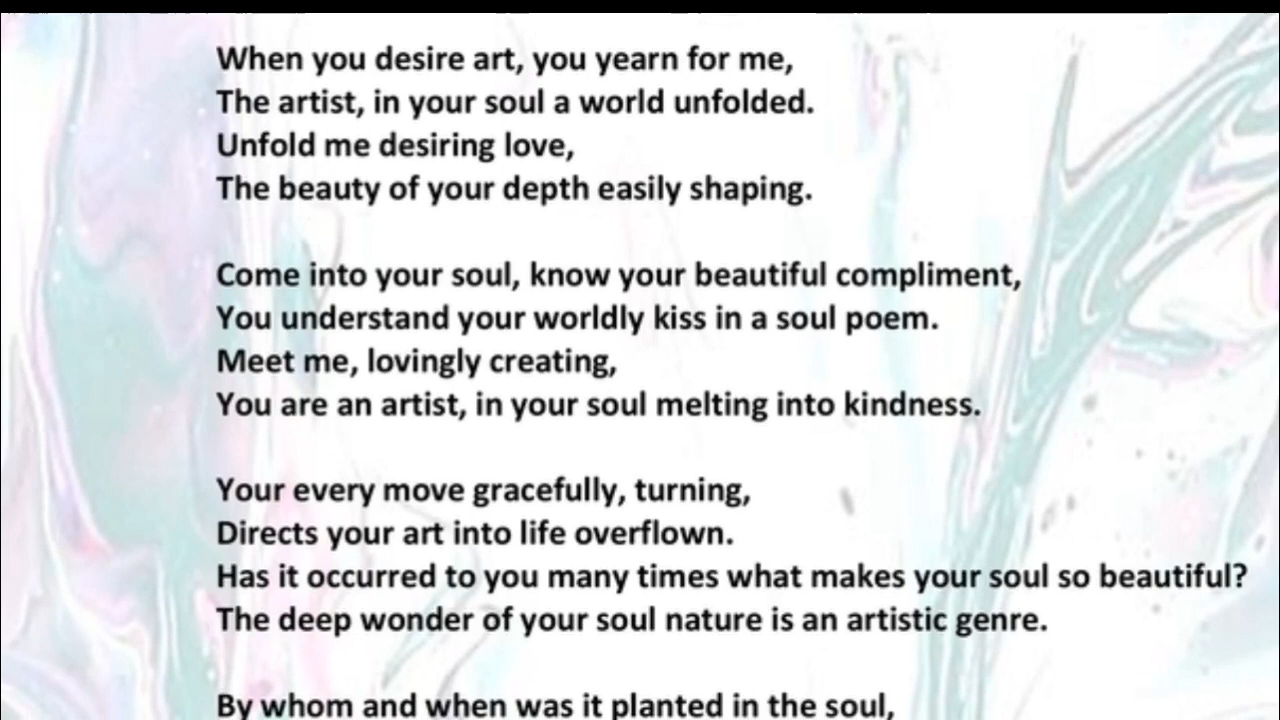 When you desire art, you yearn for me,
The artist, in your soul a world unfolded.
Unfold me desiring love,
The beauty of your depth easily shaping.
Come into your soul, know your beautiful compliment,
You understand your worldly kiss in a soul poem.
Meet me, lovingly creating,
You are an artist, in your soul melting into kindness.
Your every move gracefully, turning,
Directs your art into life overflown.
Has it occurred to you many times what makes your soul so beautiful?
The deep wonder of your soul nature is an artistic genre.
By whom and when was it planted in the soul,